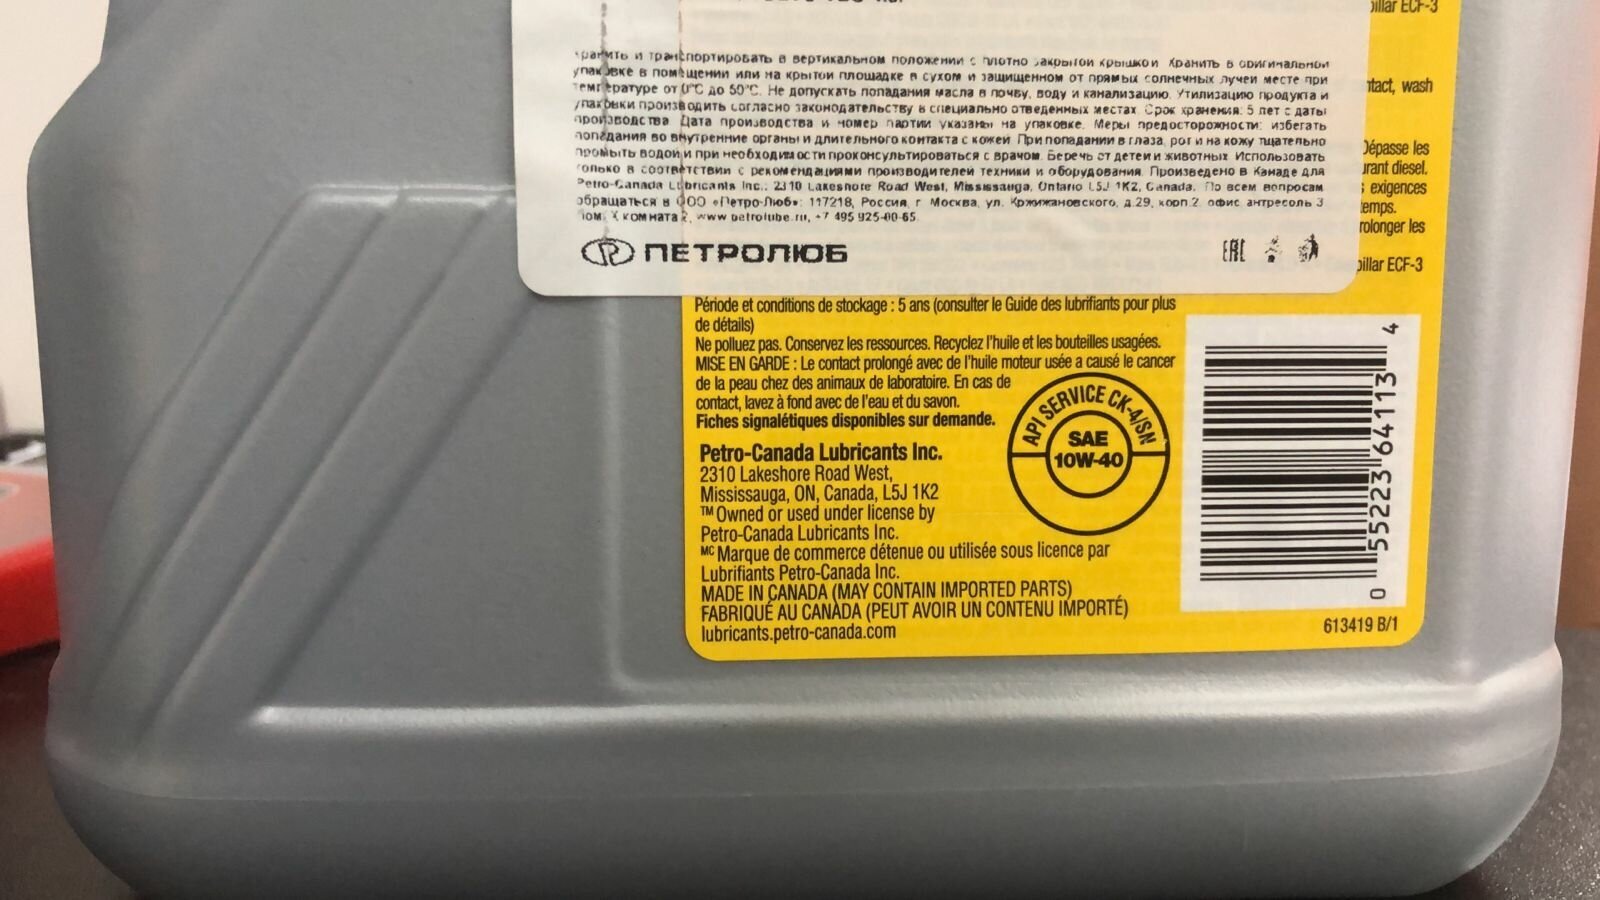 хранить и транспортировать в вертикальном положении с плотно закрытой крышкой Хранить в оригинальной
упаковке в помещении или на крытой площадке в сухом и защищенном от прямых солнечных лучей месте при
температуре от 0°С до 50°С. Не допускать попадания масла в почву, воду и канализацию. Утилизацию продукта и
упаковки производить согласно законодательству в специально отведенных местах. Срок хранения: 5 лет с даты
производства Дата производства и номер партии указаны на упаковке. Меры предосторожности: избегать
попадания во внутренние органы и длительного контакта с кожей При попадании в глаза, рот и на кожу тщательно
промыть водой и при необходимости проконсультироваться с врачом. Беречь от детей и животных Использовать
только в соответствии с рекомендациями производителей техники и оборудования. Произведено в Канаде для
Petro-Canada Lubricants Inc.: 2310 Lakeshore Road West, Mississauga, Ontario L5J 1K2, Canada. По всем вопросам
обращаться в ООО «Петро-Люб»: 117218, Россия, г Москва, ул. Кржижановского, д.29, корп.2 офис антресоль 3
пом. X комната 2, www petrolube.ru, +7 495 925-00-65
ПЕТРОЛЮБ
EAC
pillar ECF-3
ntact, wash
Dépasse les
urant diesel.
exigences
temps.
rolonger les
pillar ECF-3
Période et conditions de stockage : 5 ans (consulter le Guide des lubrifiants pour plus
de détails)
Ne polluez pas. Conservez les ressources. Recyclez l'huile et les bouteilles usagées.
MISE EN GARDE : Le contact prolongé avec de l'huile moteur usée a causé le cancer
de la peau chez des animaux de laboratoire. En cas de
contact, lavez à fond avec de l'eau et du savon.
Fiches signalétiques disponibles sur demande.
Petro-Canada Lubricants Inc.
2310 Lakeshore Road West,
Mississauga, ON, Canada, L5J 1K2
™ Owned or used under license by
Petro-Canada Lubricants Inc.
MC Marque de commerce détenue ou utilisée sous licence par
Lubrifiants Petro-Canada Inc.
MADE IN CANADA (MAY CONTAIN IMPORTED PARTS)
FABRIQUÉ AU CANADA (PEUT AVOIR UN CONTENU IMPORTÉ)
lubricants.petro-canada.com
API SERVICE CK-4/SN
SAE
10W-40
0 55223 64113 4
613419 B/1